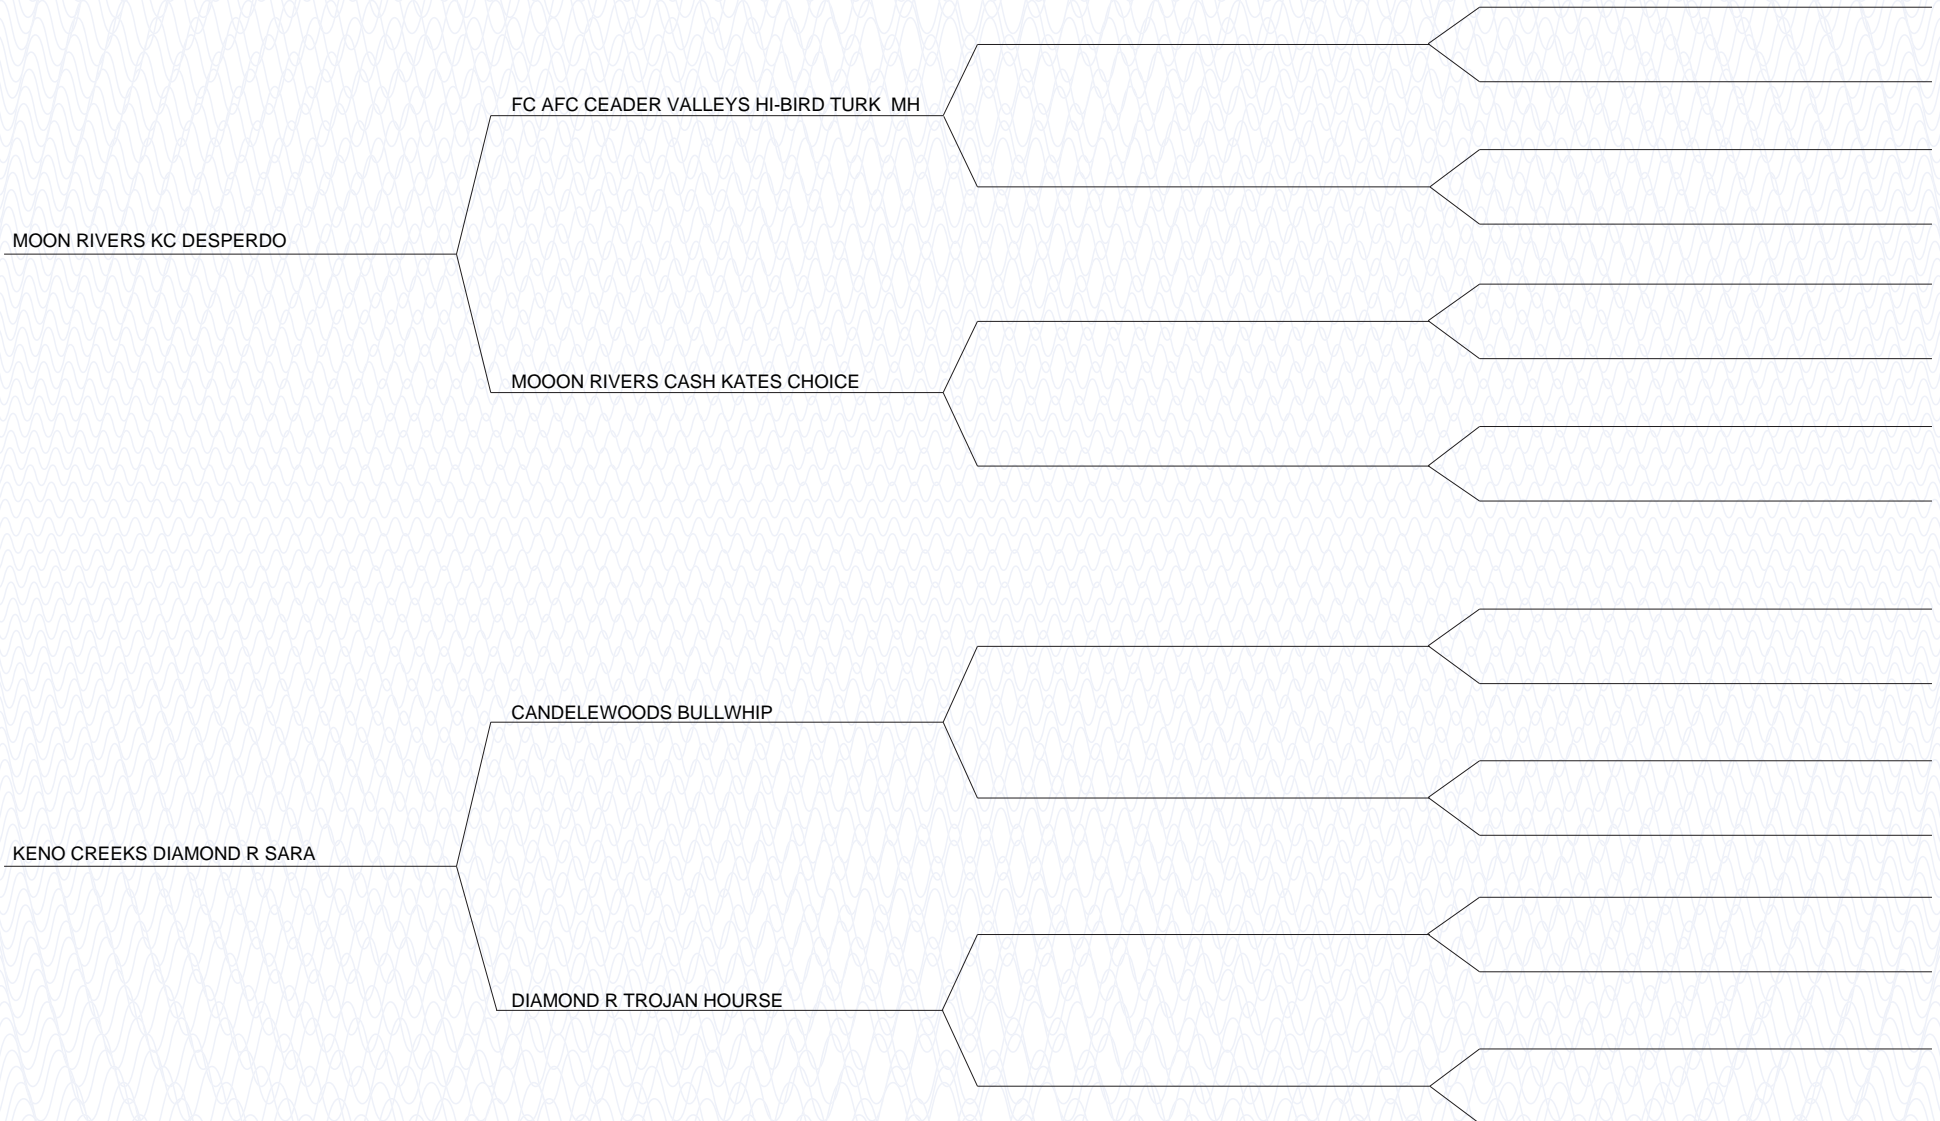 FC AFC CEADER VALLEYS HI-BIRD TURK  MH
MOON RIVERS KC DESPERDO
MOOON RIVERS CASH KATES CHOICE
CANDELEWOODS BULLWHIP
KENO CREEKS DIAMOND R SARA
DIAMOND R TROJAN HOURSE